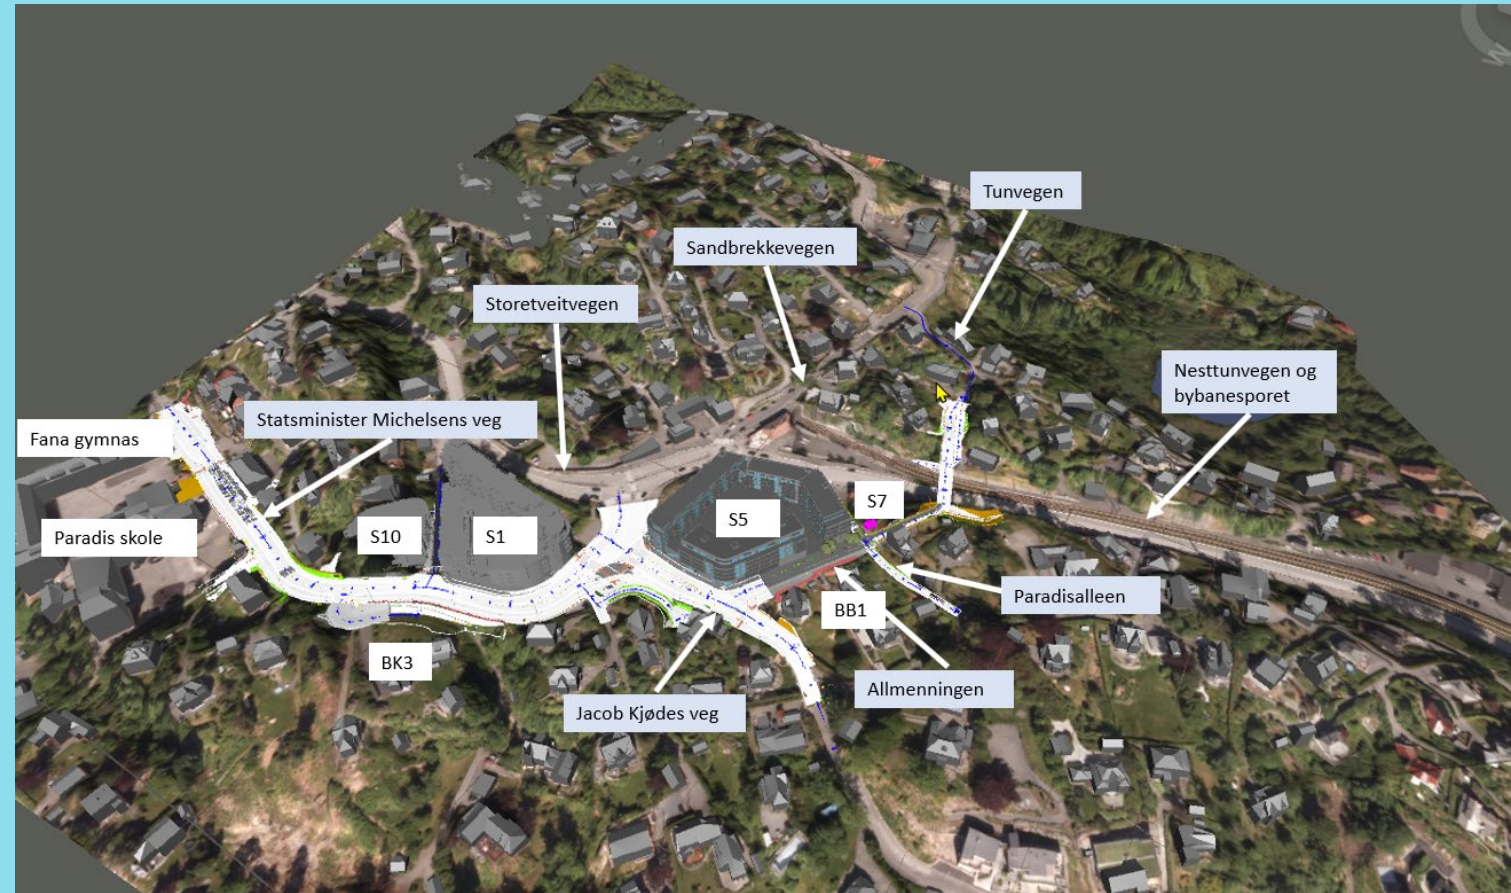 Tunvegen
Sandbrekkevegen
Storetveitvegen
Nesttunvegen og
bybanesporet
Statsminister Michelsens veg
Fana gymnas
S7
S5
Paradis skole
S10
S1
Paradisalleen
BB1
BK3
Allmenningen
Jacob Kjødes veg
W